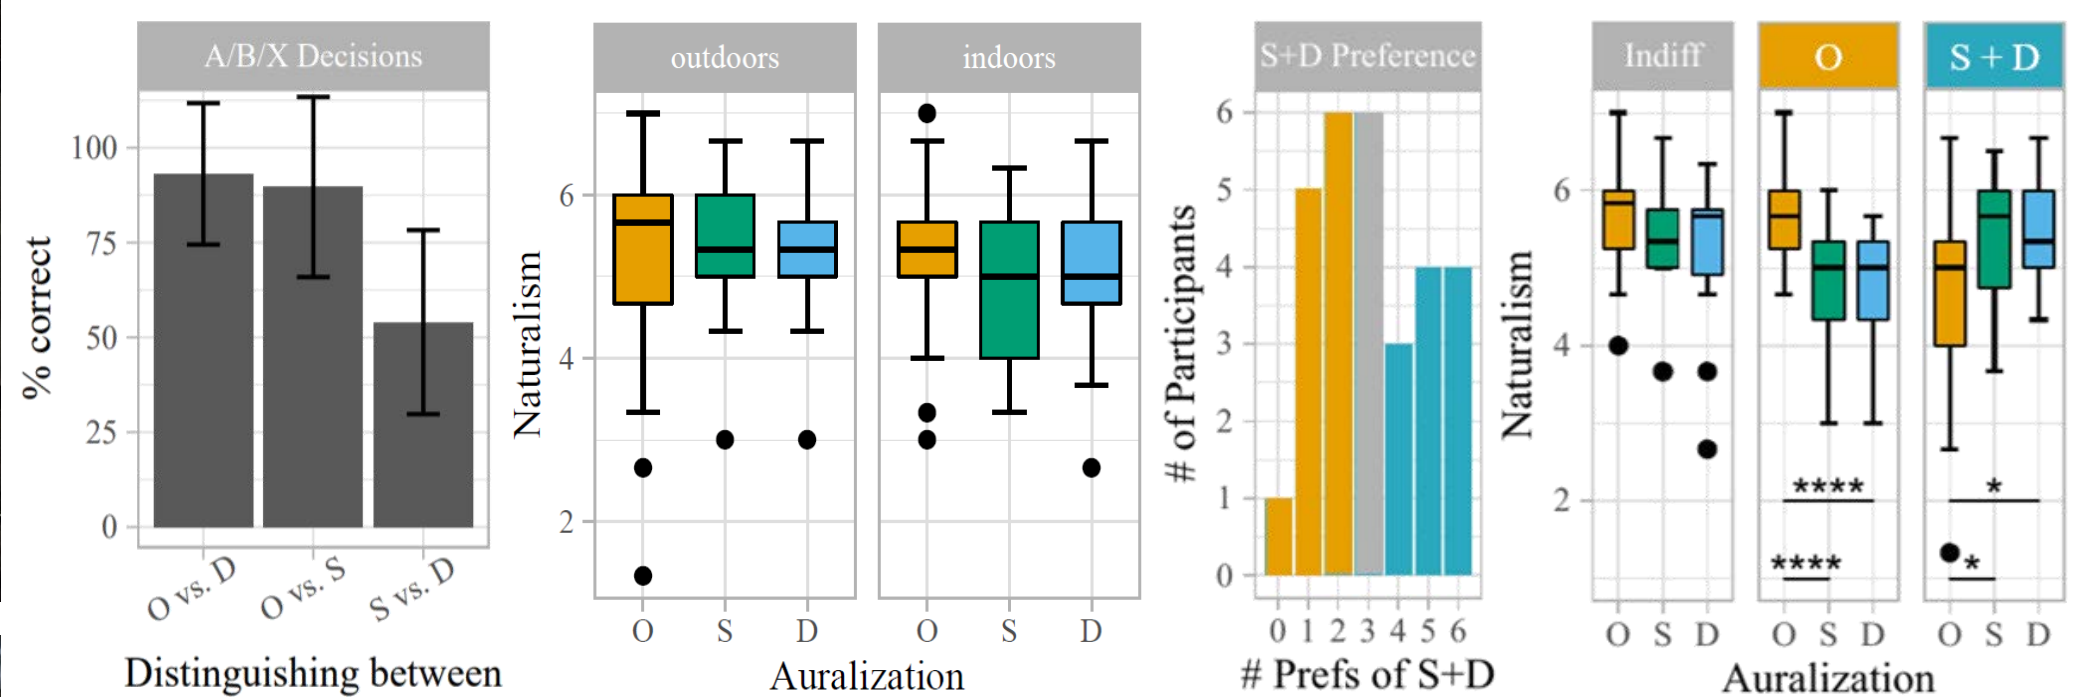 A/B/X Decisions
% correct
100
75
50
25
0
O vs. D
O vs. S
S vs. D
Distinguishing between
outdoors
indoors
Naturalism
6
4
2
O S D
O S D
Auralization
S+D Preference
# of Participants
6
5
4
3
2
1
0
0 1 2 3 4 5 6
# Prefs of S+D
Indiff
O
S + D
Naturalism
6
4
2
****
*
****
*
O S D
O S D
O S D
Auralization